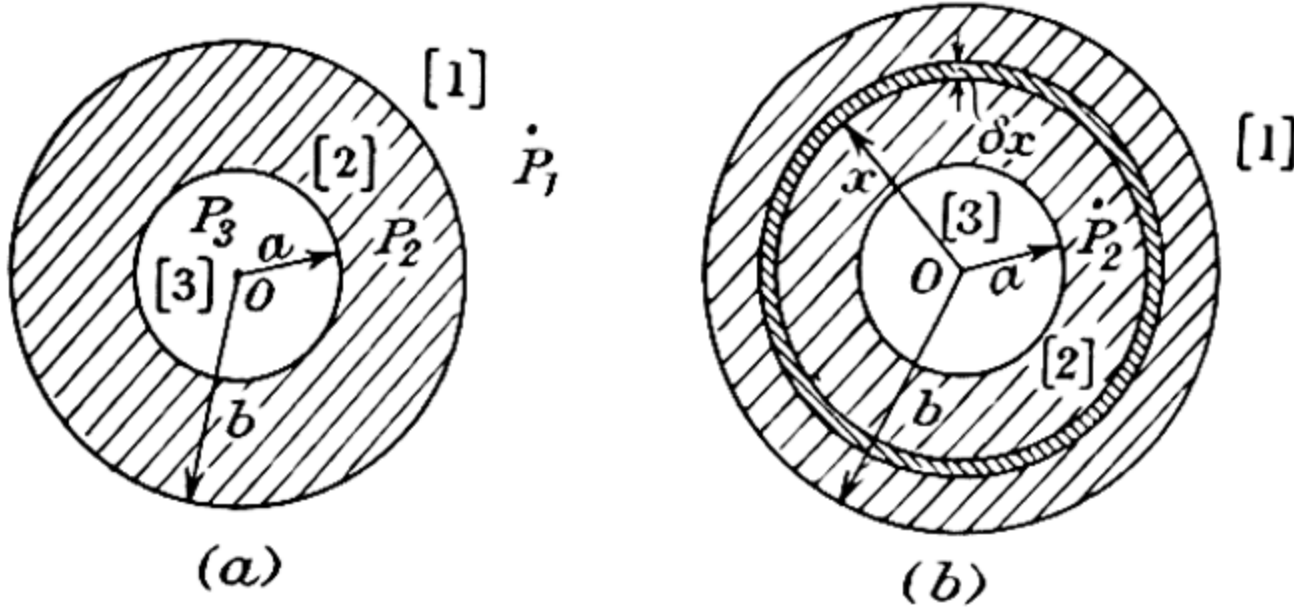 [1]
Ṗ₁
[2]
P₃
a
P₂
[3]
O
b
(a)
δx
[1]
x
[3]
Ṗ₂
O
a
[2]
b
(b)